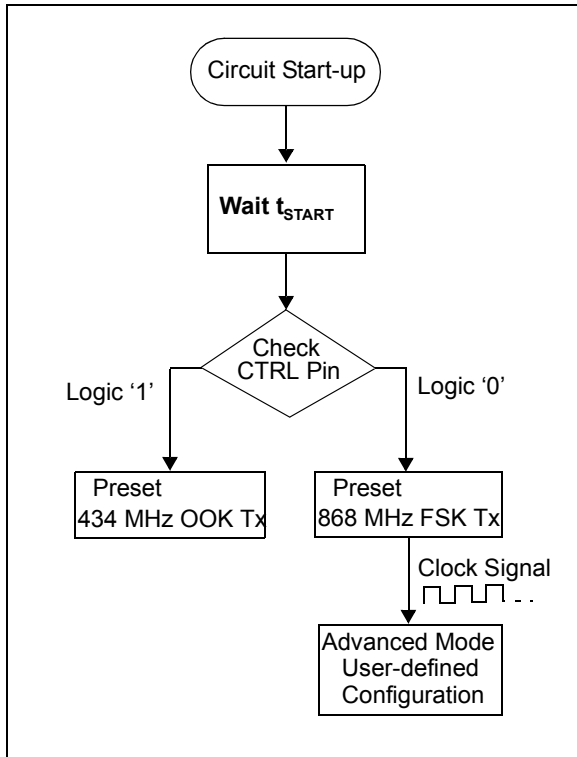 Circuit Start-up
Wait tSTART
Check
CTRL Pin
Logic ‘1’
Logic ‘0’
Preset
434 MHz OOK Tx
Preset
868 MHz FSK Tx
Clock Signal
Advanced Mode
User-defined
Configuration